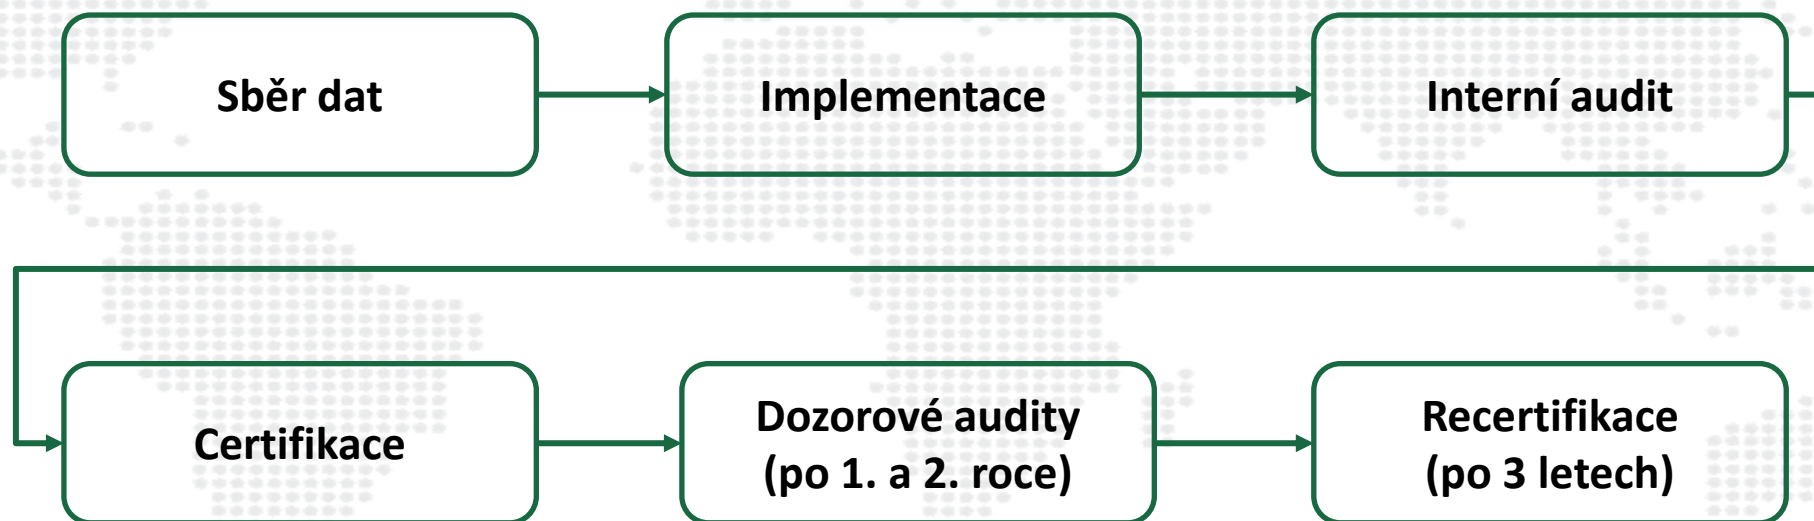 Sběr dat
Implementace
Interní audit
Certifikace
Dozorové audity
(po 1. a 2. roce)
Recertifikace
(po 3 letech)